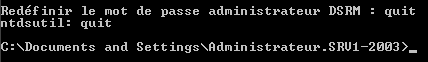 Redéfinir le mot de passe administrateur DSRM : quit
ntdsutil: quit
C:\Documents and Settings\Administrateur.SRV1-2003>_